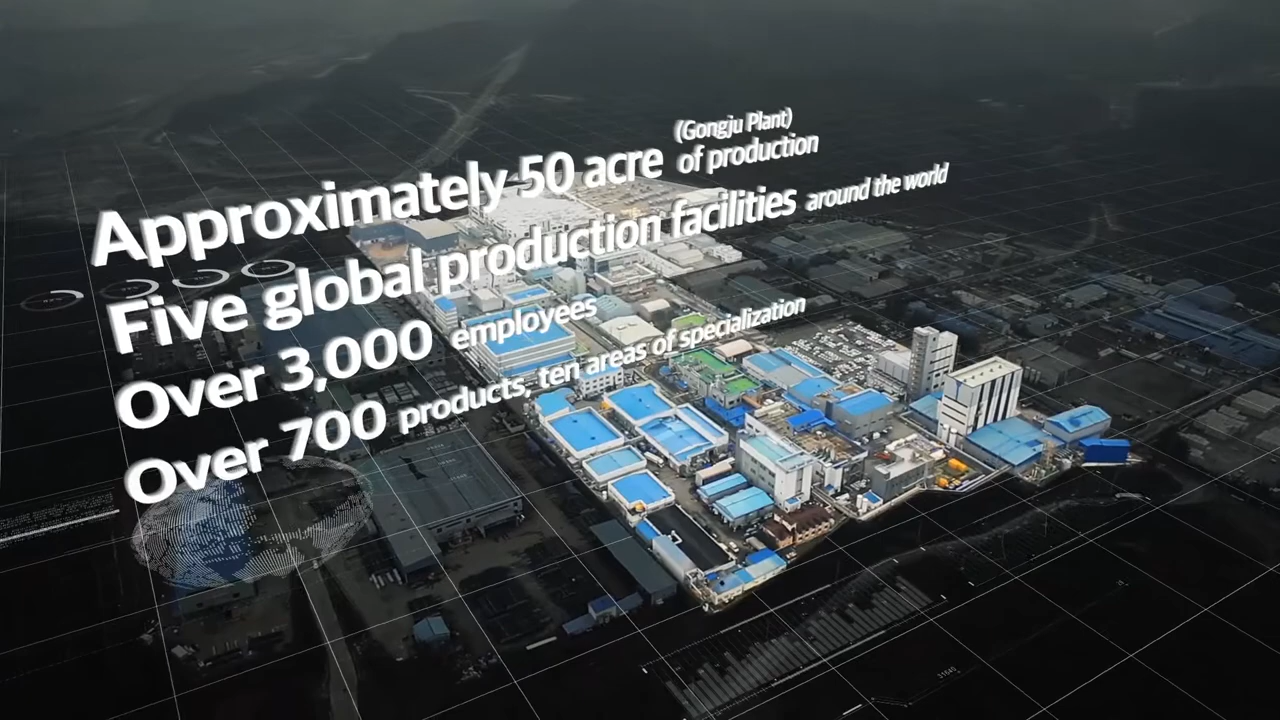 Approximately 50 acre (Gongju Plant) of production
Five global production facilities around the world
Over 3,000 employees
Over 700 products, ten areas of specialization
31645